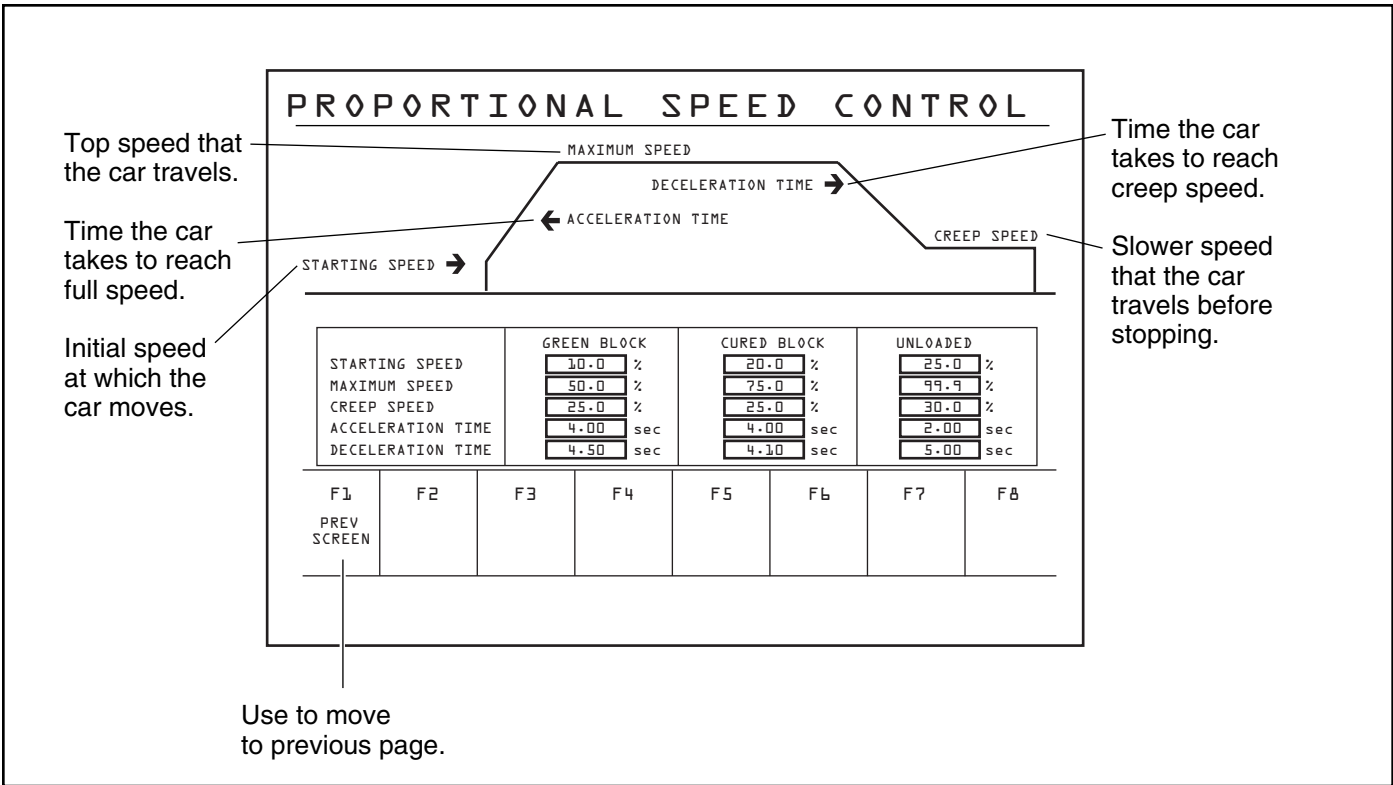 PROPORTIONAL SPEED CONTROL
Top speed that
the car travels.
MAXIMUM SPEED
Time the car
takes to reach
creep speed.
DECELERATION TIME
Time the car
takes to reach
full speed.
ACCELERATION TIME
CREEP SPEED
Slower speed
that the car
travels before
stopping.
STARTING SPEED
Initial speed
at which the
car moves.
GREEN BLOCK CURED BLOCK UNLOADED
STARTING SPEED 10.0 % 20.0 % 25.0 %
MAXIMUM SPEED 50.0 % 75.0 % 99.9 %
CREEP SPEED 25.0 % 25.0 % 30.0 %
ACCELERATION TIME 4.00 sec 4.00 sec 2.00 sec
DECELERATION TIME 4.50 sec 4.10 sec 5.00 sec
F1 F2 F3 F4 F5 F6 F7 F8
PREV
SCREEN
Use to move
to previous page.